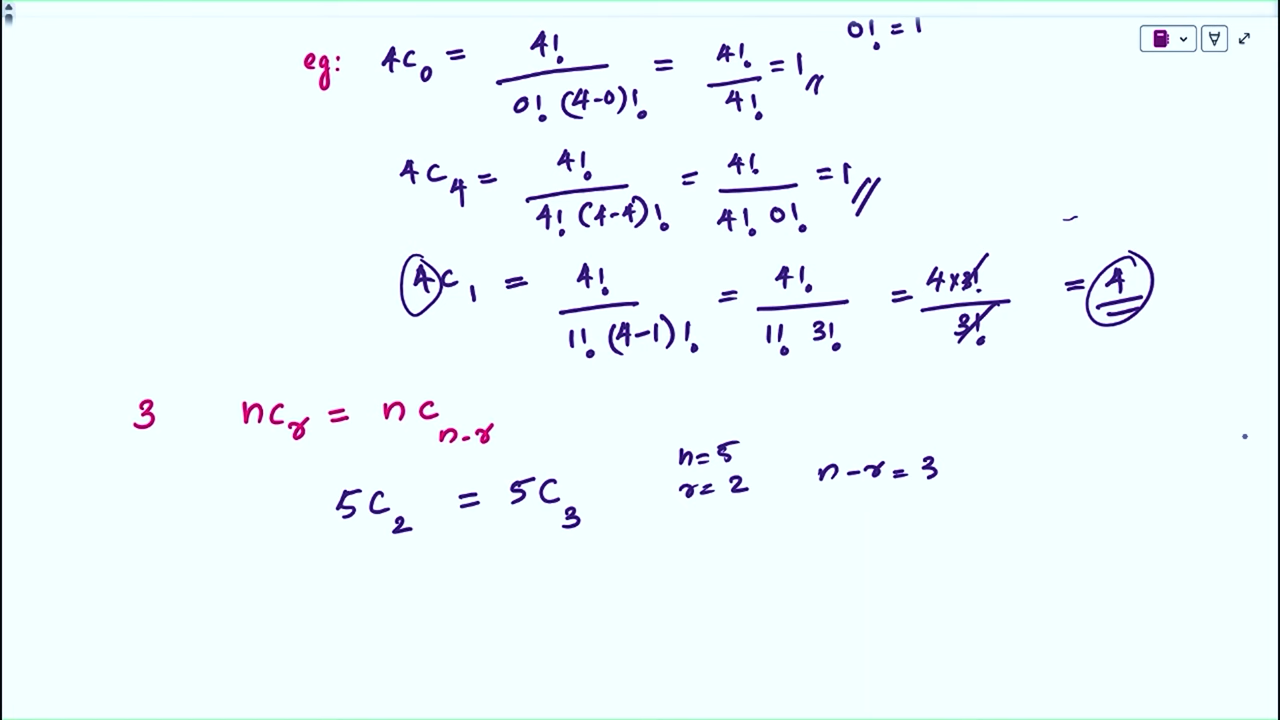 0! = 1
eg: 4C₀ = 4! / 0! (4-0)! = 4! / 4! = 1 //
4C₄ = 4! / 4! (4-4)! = 4! / 4! 0! = 1 //
4C₁ = 4! / 1! (4-1)! = 4! / 1! 3! = 4×3! / 3! = 4
3 nCᵣ = nCₙ₋ᵣ
n=5
5C₂ = 5C₃ r=2 n-r=3